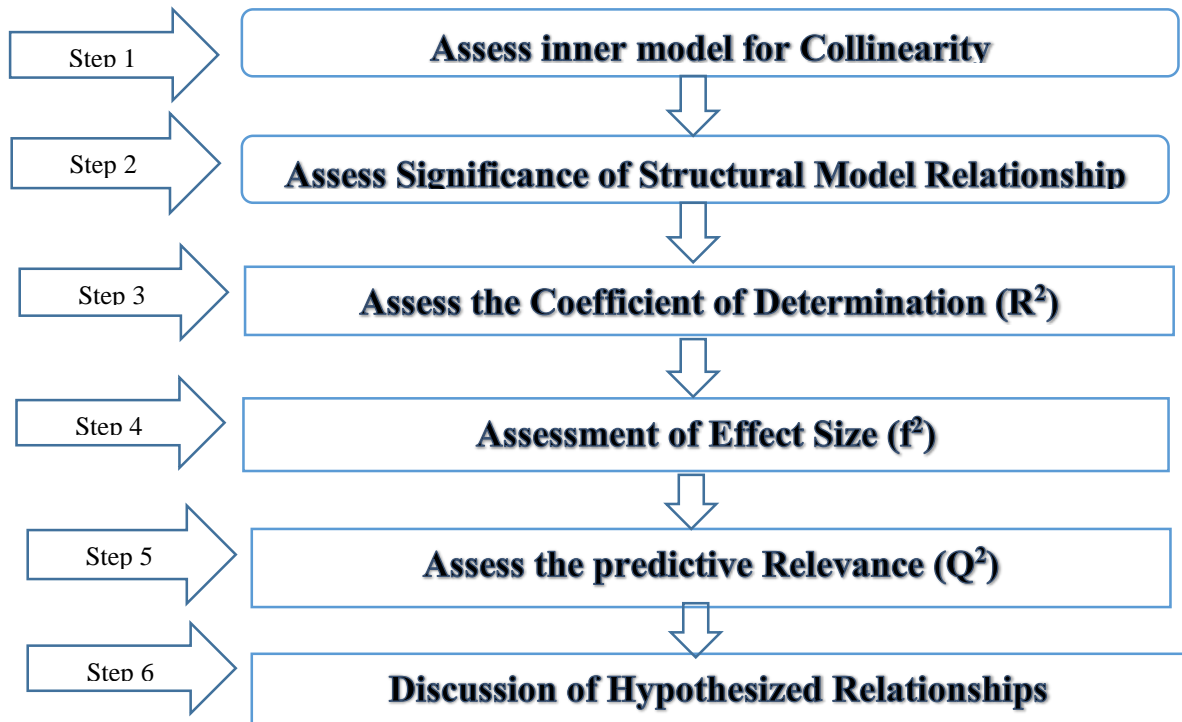 Step 1
Assess inner model for Collinearity
Step 2
Assess Significance of Structural Model Relationship
Step 3
Assess the Coefficient of Determination (R²)
Step 4
Assessment of Effect Size (f²)
Step 5
Assess the predictive Relevance (Q²)
Step 6
Discussion of Hypothesized Relationships